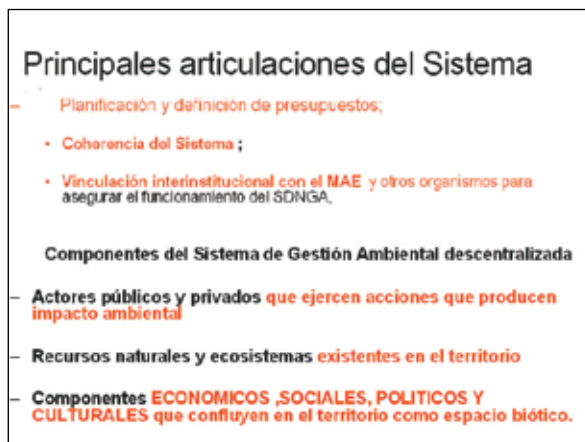 Principales articulaciones del Sistema
– Planificación y definición de presupuestos;
• Coherencia del Sistema ;
• Vinculación interinstitucional con el MAE y otros organismos para
asegurar el funcionamiento del SDNGA,
Componentes del Sistema de Gestión Ambiental descentralizada
– Actores públicos y privados que ejercen acciones que producen
impacto ambiental
– Recursos naturales y ecosistemas existentes en el territorio
– Componentes ECONOMICOS ,SOCIALES, POLITICOS Y
CULTURALES que confluyen en el territorio como espacio biótico.